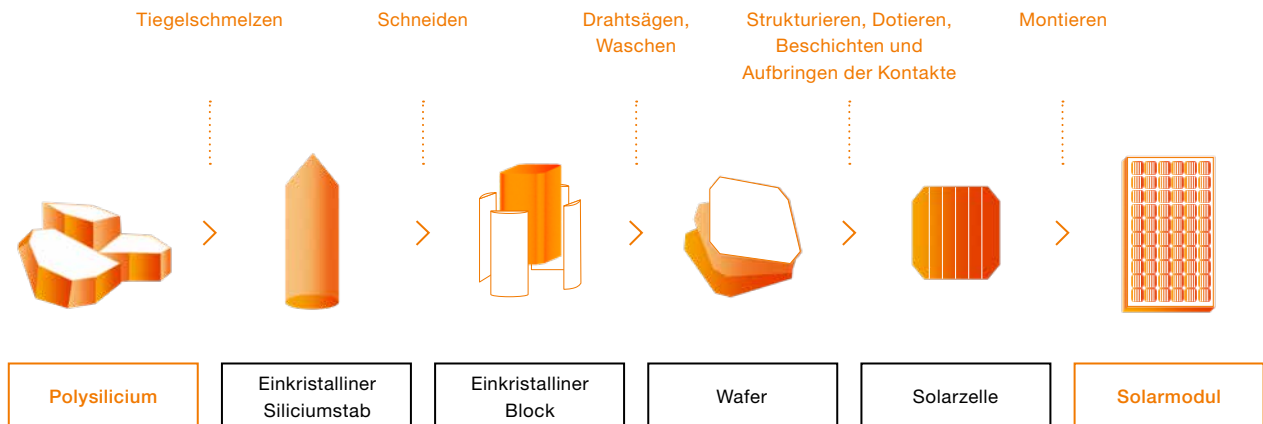 Tiegelschmelzen
Schneiden
Drahtsägen,
Waschen
Strukturieren, Dotieren,
Beschichten und
Aufbringen der Kontakte
Montieren
Polysilicium
Einkristalliner
Siliciumstab
Einkristalliner
Block
Wafer
Solarzelle
Solarmodul